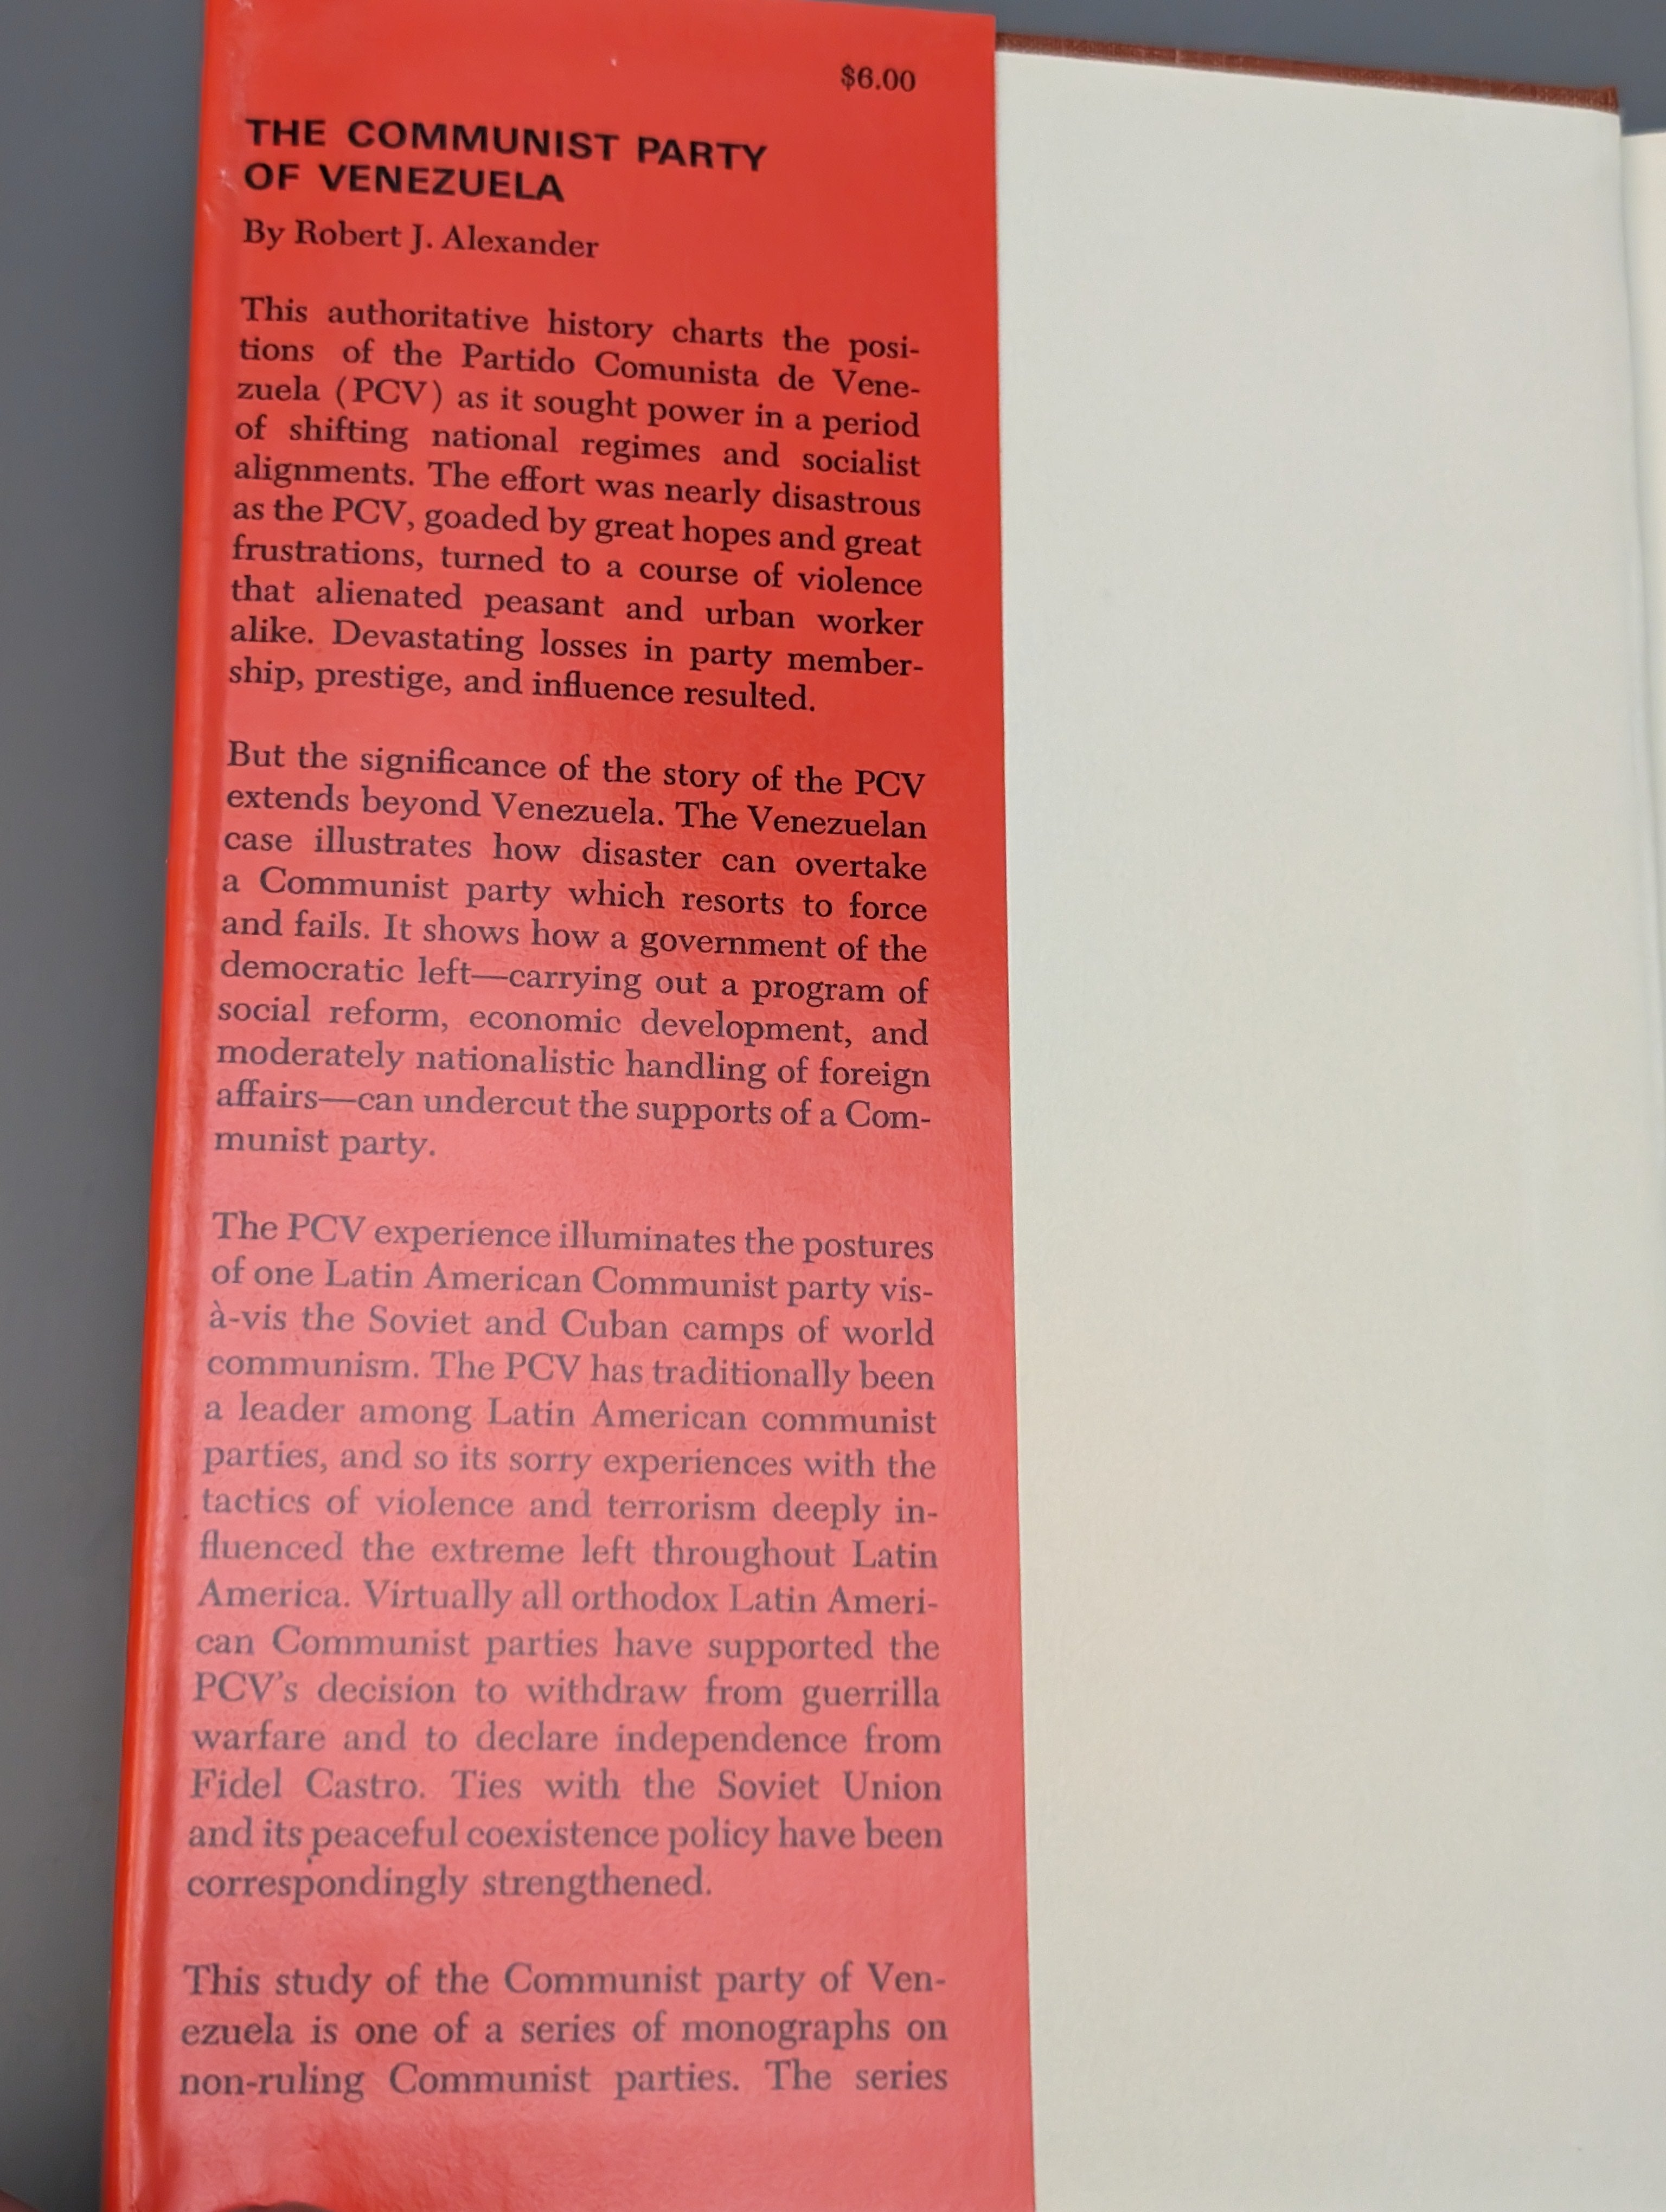 $6.00
THE COMMUNIST PARTY
OF VENEZUELA
By Robert J. Alexander
This authoritative history charts the posi-
tions of the Partido Comunista de Vene-
zuela (PCV) as it sought power in a period
of shifting national regimes and socialist
alignments. The effort was nearly disastrous
as the PCV, goaded by great hopes and great
frustrations, turned to a course of violence
that alienated peasant and urban worker
alike. Devastating losses in party member-
ship, prestige, and influence resulted.
But the significance of the story of the PCV
extends beyond Venezuela. The Venezuelan
case illustrates how disaster can overtake
a Communist party which resorts to force
and fails. It shows how a government of the
democratic left—carrying out a program of
social reform, economic development, and
moderately nationalistic handling of foreign
affairs—can undercut the supports of a Com-
munist party.
The PCV experience illuminates the postures
of one Latin American Communist party vis-
à-vis the Soviet and Cuban camps of world
communism. The PCV has traditionally been
a leader among Latin American communist
parties, and so its sorry experiences with the
tactics of violence and terrorism deeply in-
fluenced the extreme left throughout Latin
America. Virtually all orthodox Latin Ameri-
can Communist parties have supported the
PCV's decision to withdraw from guerrilla
warfare and to declare independence from
Fidel Castro. Ties with the Soviet Union
and its peaceful coexistence policy have been
correspondingly strengthened.
This study of the Communist party of Ven-
ezuela is one of a series of monographs on
non-ruling Communist parties. The series